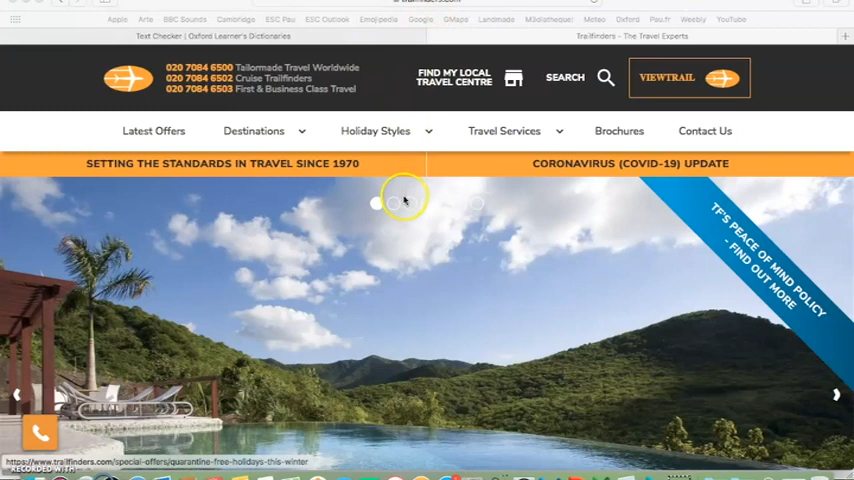 trailfinders.com
Apple Arte BBC Sounds Cambridge ESC Pau ESC Outlook Emojipedia Google GMaps Landmade Meteo Oxford Pau.fr Weebly YouTube
Text Checker | Oxford Learner's Dictionaries
Trailfinders - The Travel Experts
020 7084 6500 Tailormade Travel Worldwide
020 7084 6502 Cruise Trailfinders
020 7084 6503 First & Business Class Travel
FIND MY LOCAL
TRAVEL CENTRE
SEARCH
VIEWTRAIL
Latest Offers Destinations Holiday Styles Travel Services Brochures Contact Us
SETTING THE STANDARDS IN TRAVEL SINCE 1970
CORONAVIRUS (COVID-19) UPDATE
TF'S PEACE OF MIND POLICY
- FIND OUT MORE
https://www.trailfinders.com/special-offers/quarantine-free-holidays-this-winter
RECORDED WITH